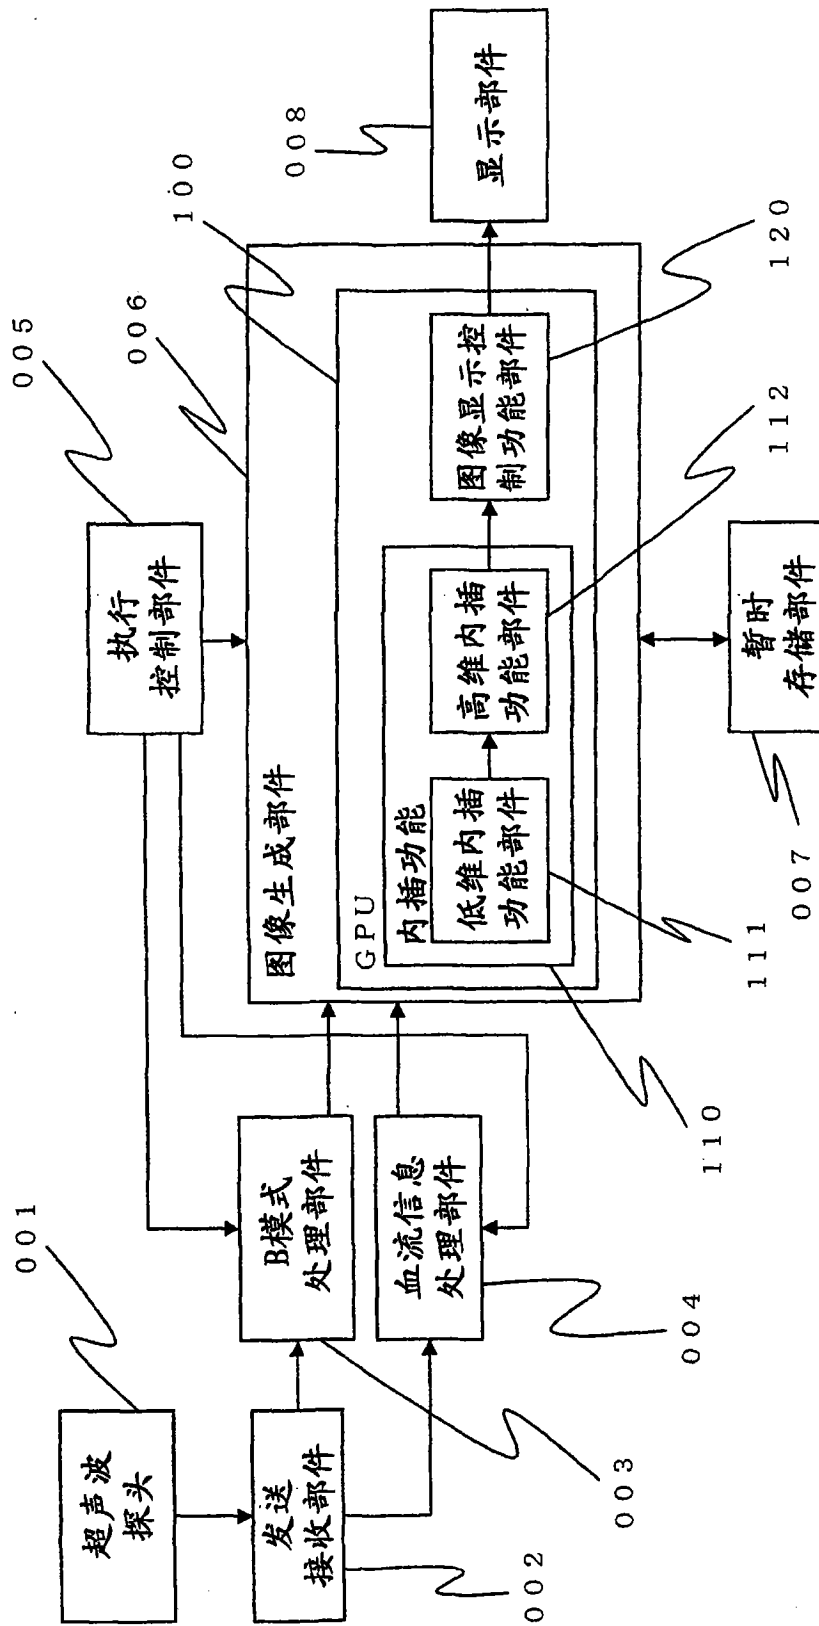 005
006
100
008
执行
控制部件
图像生成部件
GPU
内插功能
低维内插
功能部件
高维内插
功能部件
图像显示控
制功能部件
显示部件
001
超声波
探头
发送
接收部件
B模式
处理部件
血流信息
处理部件
002
003
004
110
111
007
暂时
存储部件
112
120